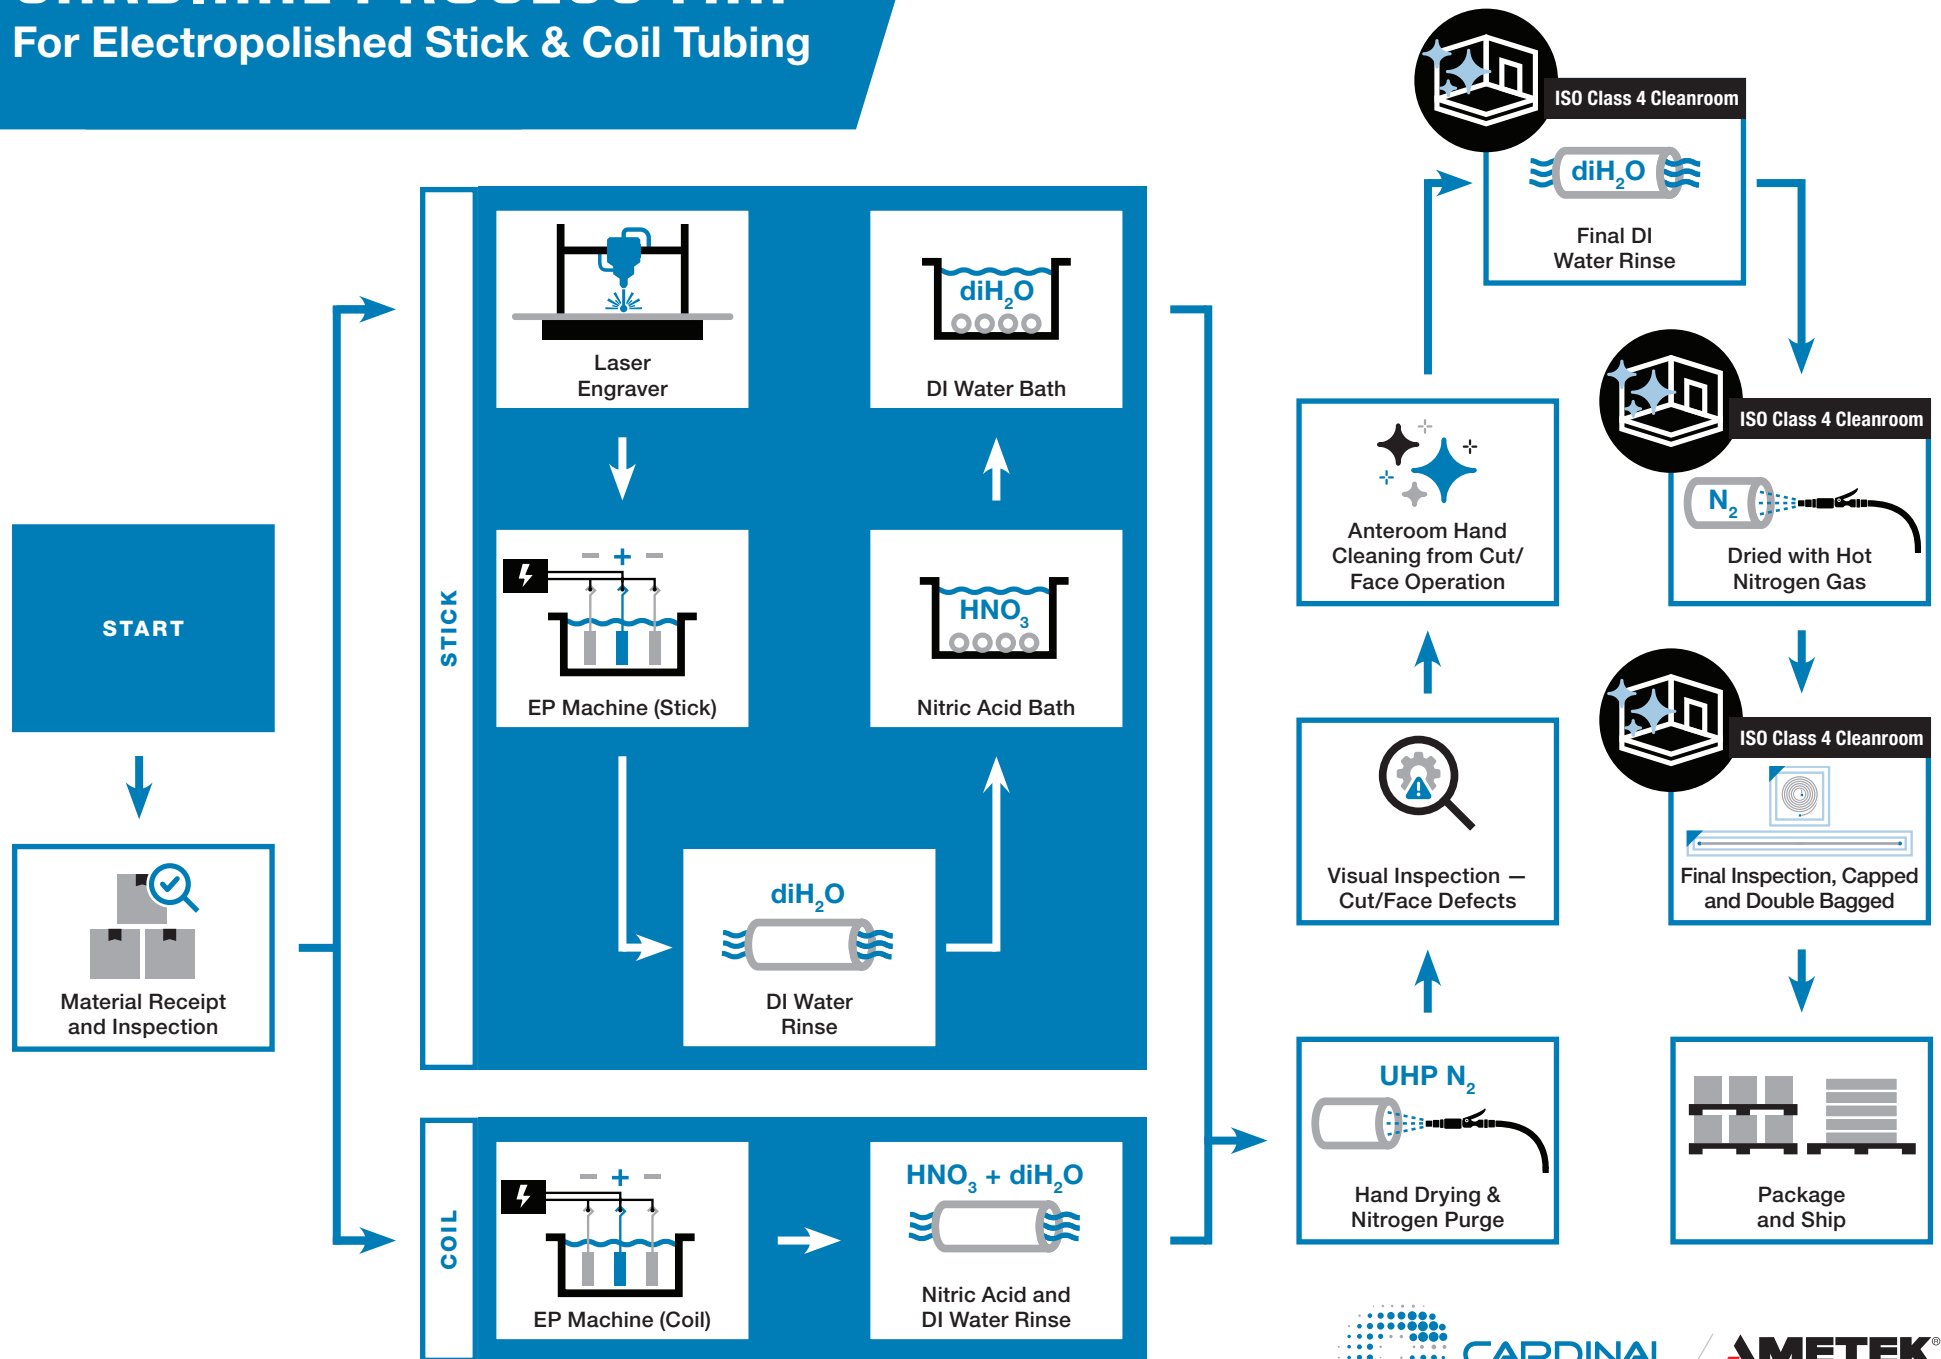 For Electropolished Stick & Coil Tubing
START
Material Receipt
and Inspection
STICK
Laser
Engraver
EP Machine (Stick)
diH₂O
DI Water
Rinse
HNO₃
Nitric Acid Bath
diH₂O
DI Water Bath
COIL
EP Machine (Coil)
HNO₃ + diH₂O
Nitric Acid and
DI Water Rinse
UHP N₂
Hand Drying &
Nitrogen Purge
Visual Inspection —
Cut/Face Defects
Anteroom Hand
Cleaning from Cut/
Face Operation
ISO Class 4 Cleanroom
diH₂O
Final DI
Water Rinse
ISO Class 4 Cleanroom
N₂
Dried with Hot
Nitrogen Gas
ISO Class 4 Cleanroom
Final Inspection, Capped
and Double Bagged
Package
and Ship
CARDINAL
AMETEK®